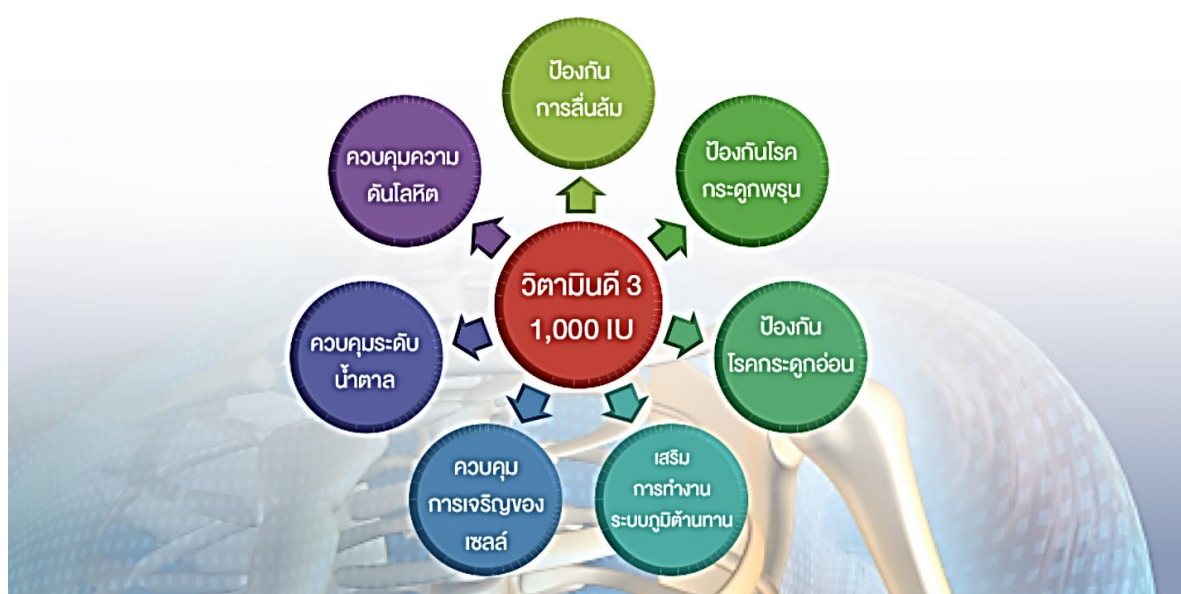 ป้องกัน
การลื่นล้ม
ควบคุมความ
ดันโลหิต
ป้องกันโรค
กระดูกพรุน
วิตามินดี 3
1,000 IU
ควบคุมระดับ
น้ำตาล
ป้องกัน
โรคกระดูกอ่อน
ควบคุม
การเจริญของ
เซลล์
เสริม
การทำงาน
ระบบภูมิต้านทาน